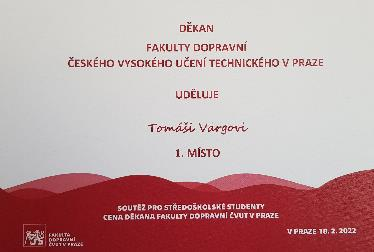 DĚKAN
FAKULTY DOPRAVNÍ
ČESKÉHO VYSOKÉHO UČENÍ TECHNICKÉHO V PRAZE
UDĚLUJE
Tomáši Vargovi
1. MÍSTO
SOUTĚŽ PRO STŘEDOŠKOLSKÉ STUDENTY
CENA DĚKANA FAKULTY DOPRAVNÍ ČVUT V PRAZE
FAKULTA
DOPRAVNÍ
ČVUT V PRAZE
V PRAZE 18. 2. 2022